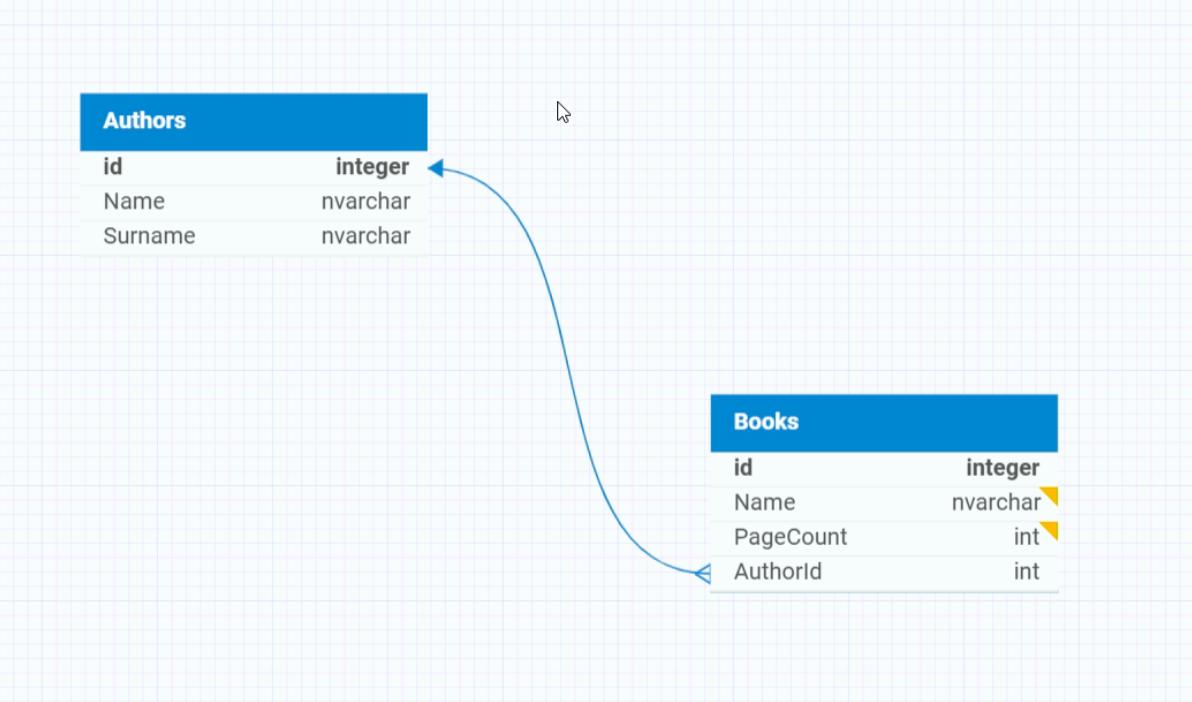 Authors
id integer
Name nvarchar
Surname nvarchar
Books
id integer
Name nvarchar
PageCount int
AuthorId int